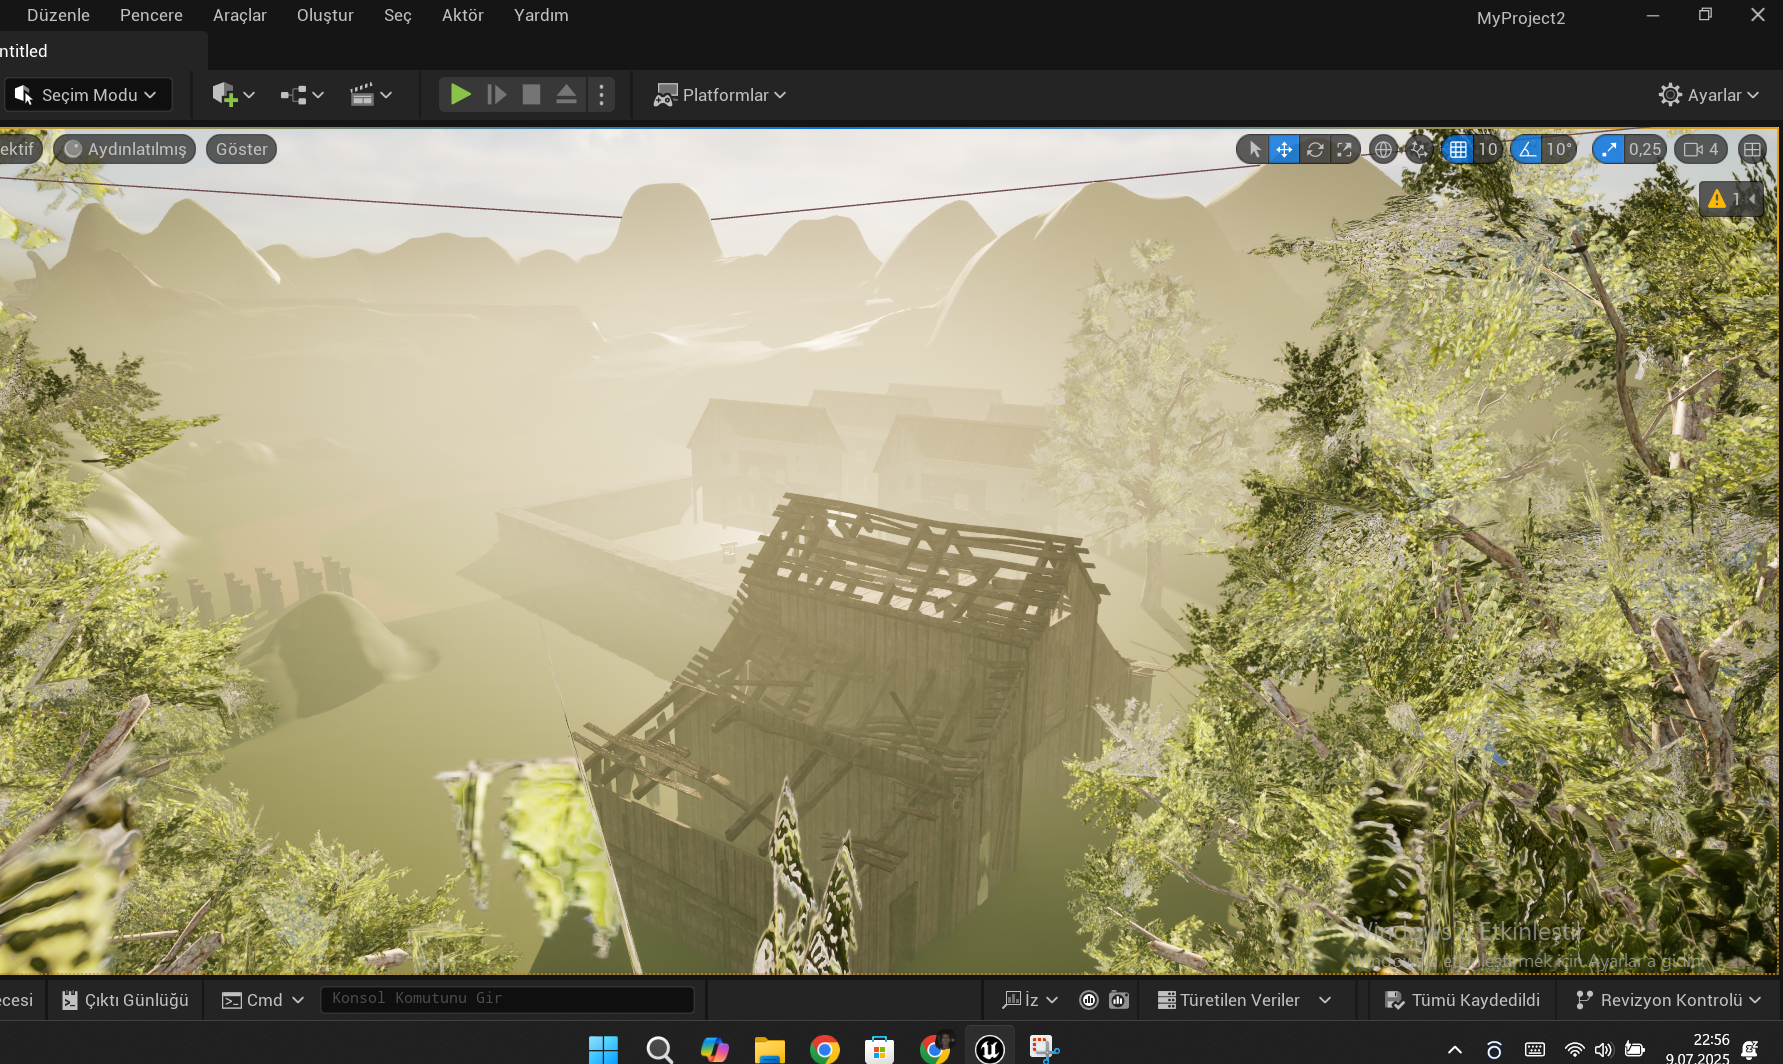 Düzenle Pencere Araçlar Oluştur Seç Aktör Yardım MyProject2
ntitled
Seçim Modu Platformlar Ayarlar
ektif Aydınlatılmış Göster 10 10° 0,25 4
1
Windows'u Etkinleştir
Windows'u etkinleştirmek için Ayarlar'a gidin.
ecesi Çıktı Günlüğü Cmd Konsol Komutunu Gir İz Türetilen Veriler Tümü Kaydedildi Revizyon Kontrolü
22:56
9.07.2025